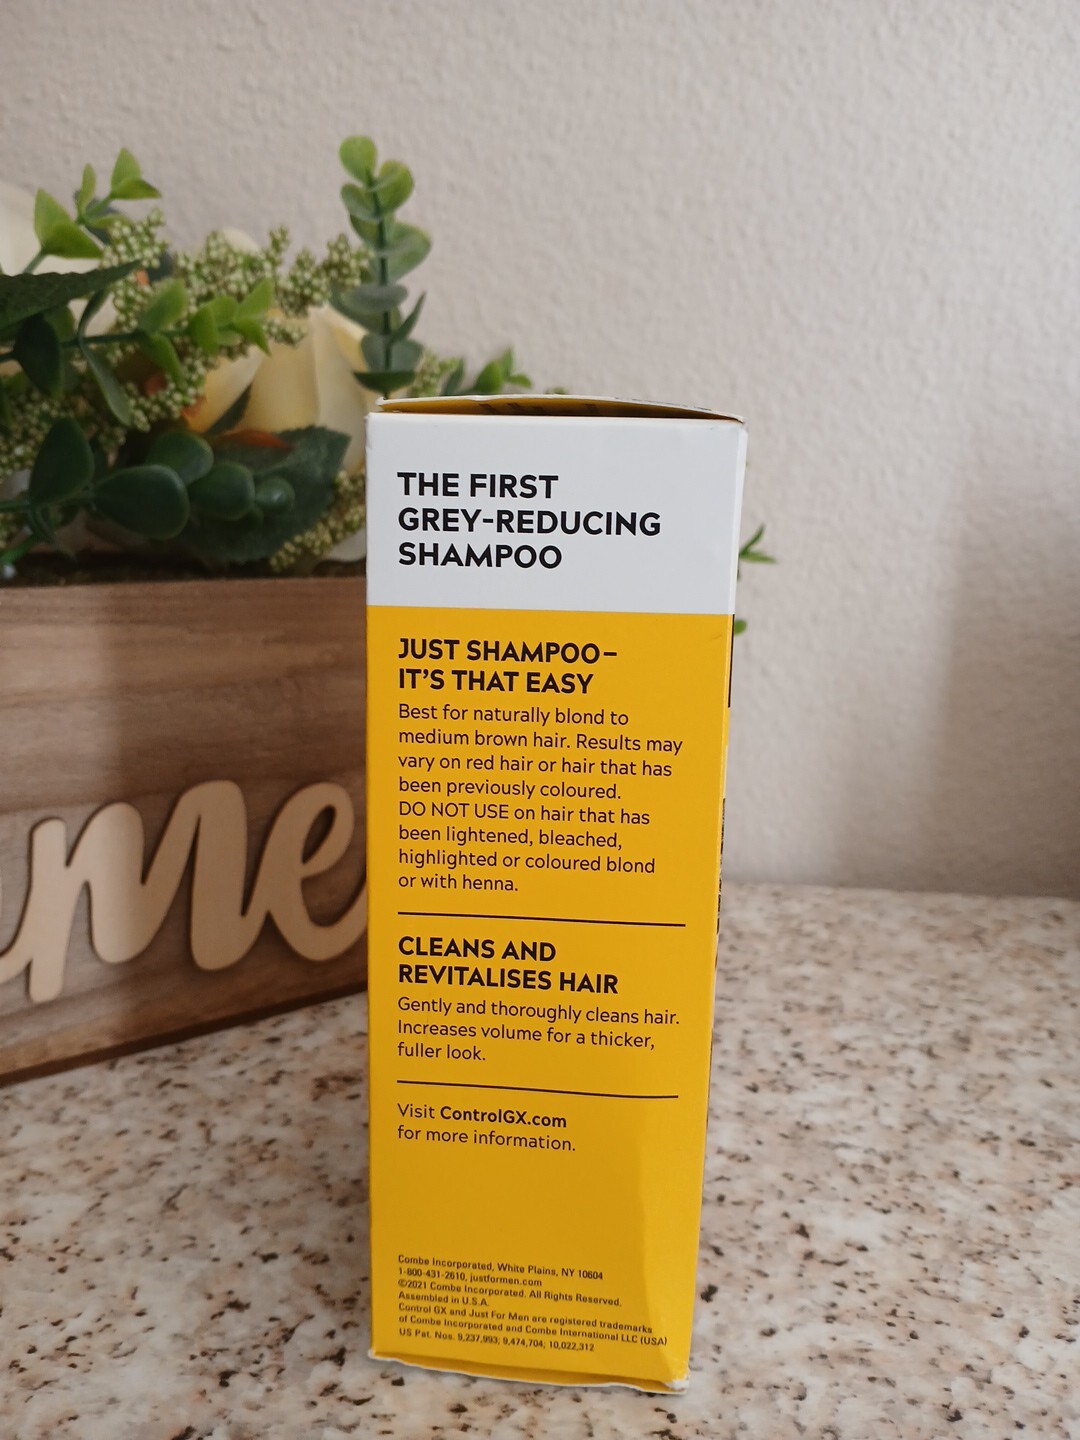 THE FIRST
GREY-REDUCING
SHAMPOO
JUST SHAMPOO–
IT'S THAT EASY
Best for naturally blond to
medium brown hair. Results may
vary on red hair or hair that has
been previously coloured.
DO NOT USE on hair that has
been lightened, bleached,
highlighted or coloured blond
or with henna.
CLEANS AND
REVITALISES HAIR
Gently and thoroughly cleans hair.
Increases volume for a thicker,
fuller look.
Visit ControlGX.com
for more information.
Combe Incorporated, White Plains, NY 10604
1-800-431-2610, justformen.com
©2021 Combe Incorporated. All Rights Reserved.
Assembled in U.S.A.
Control GX and Just For Men are registered trademarks
of Combe Incorporated and Combe International LLC (USA)
US Pat. Nos. 9,237,993; 9,474,704; 10,022,312
me